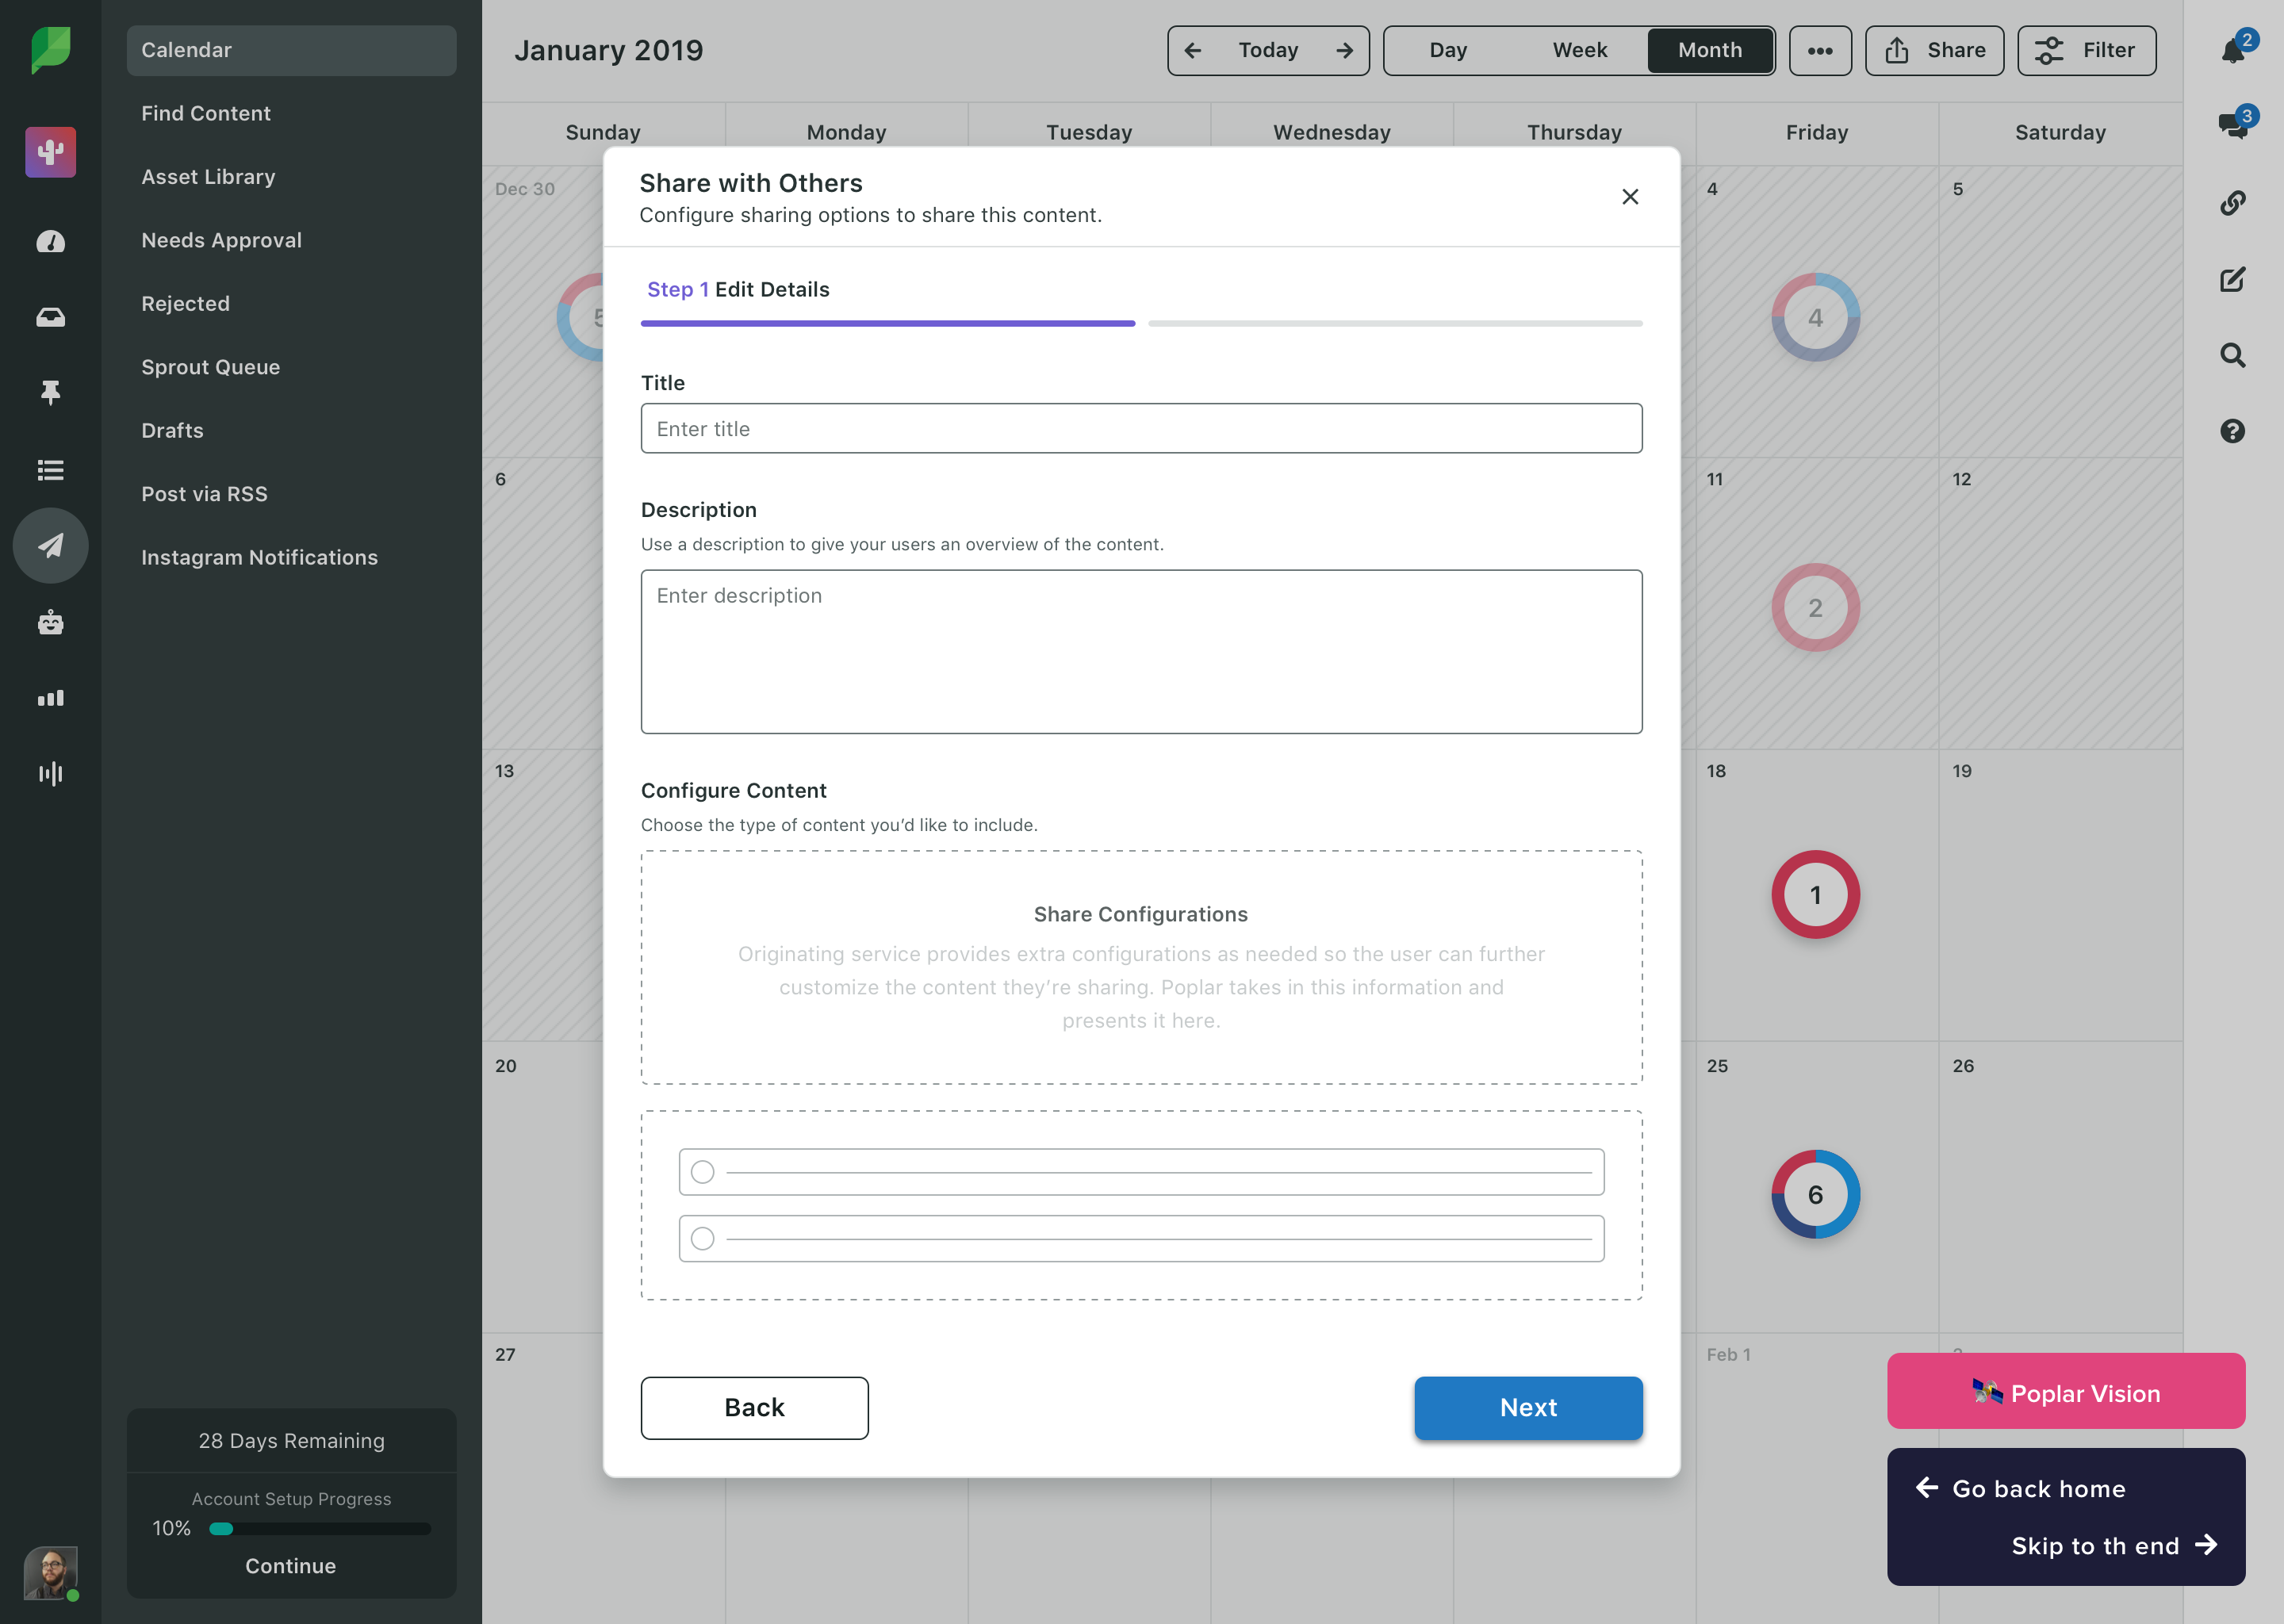 Calendar
Find Content
Asset Library
Needs Approval
Rejected
Sprout Queue
Drafts
Post via RSS
Instagram Notifications
28 Days Remaining
Account Setup Progress
10%
Continue
January 2019
Today
Day
Week
Month
•••
Share
Filter
2
3
Sunday
Monday
Tuesday
Wednesday
Thursday
Friday
Saturday
Dec 30
4
5
5
4
6
11
12
2
13
18
19
1
20
25
26
6
27
Feb 1
Share with Others
Configure sharing options to share this content.
Step 1 Edit Details
Title
Enter title
Description
Use a description to give your users an overview of the content.
Enter description
Configure Content
Choose the type of content you’d like to include.
Share Configurations
Originating service provides extra configurations as needed so the user can further
customize the content they’re sharing. Poplar takes in this information and
presents it here.
Back
Next
Poplar Vision
Go back home
Skip to th end